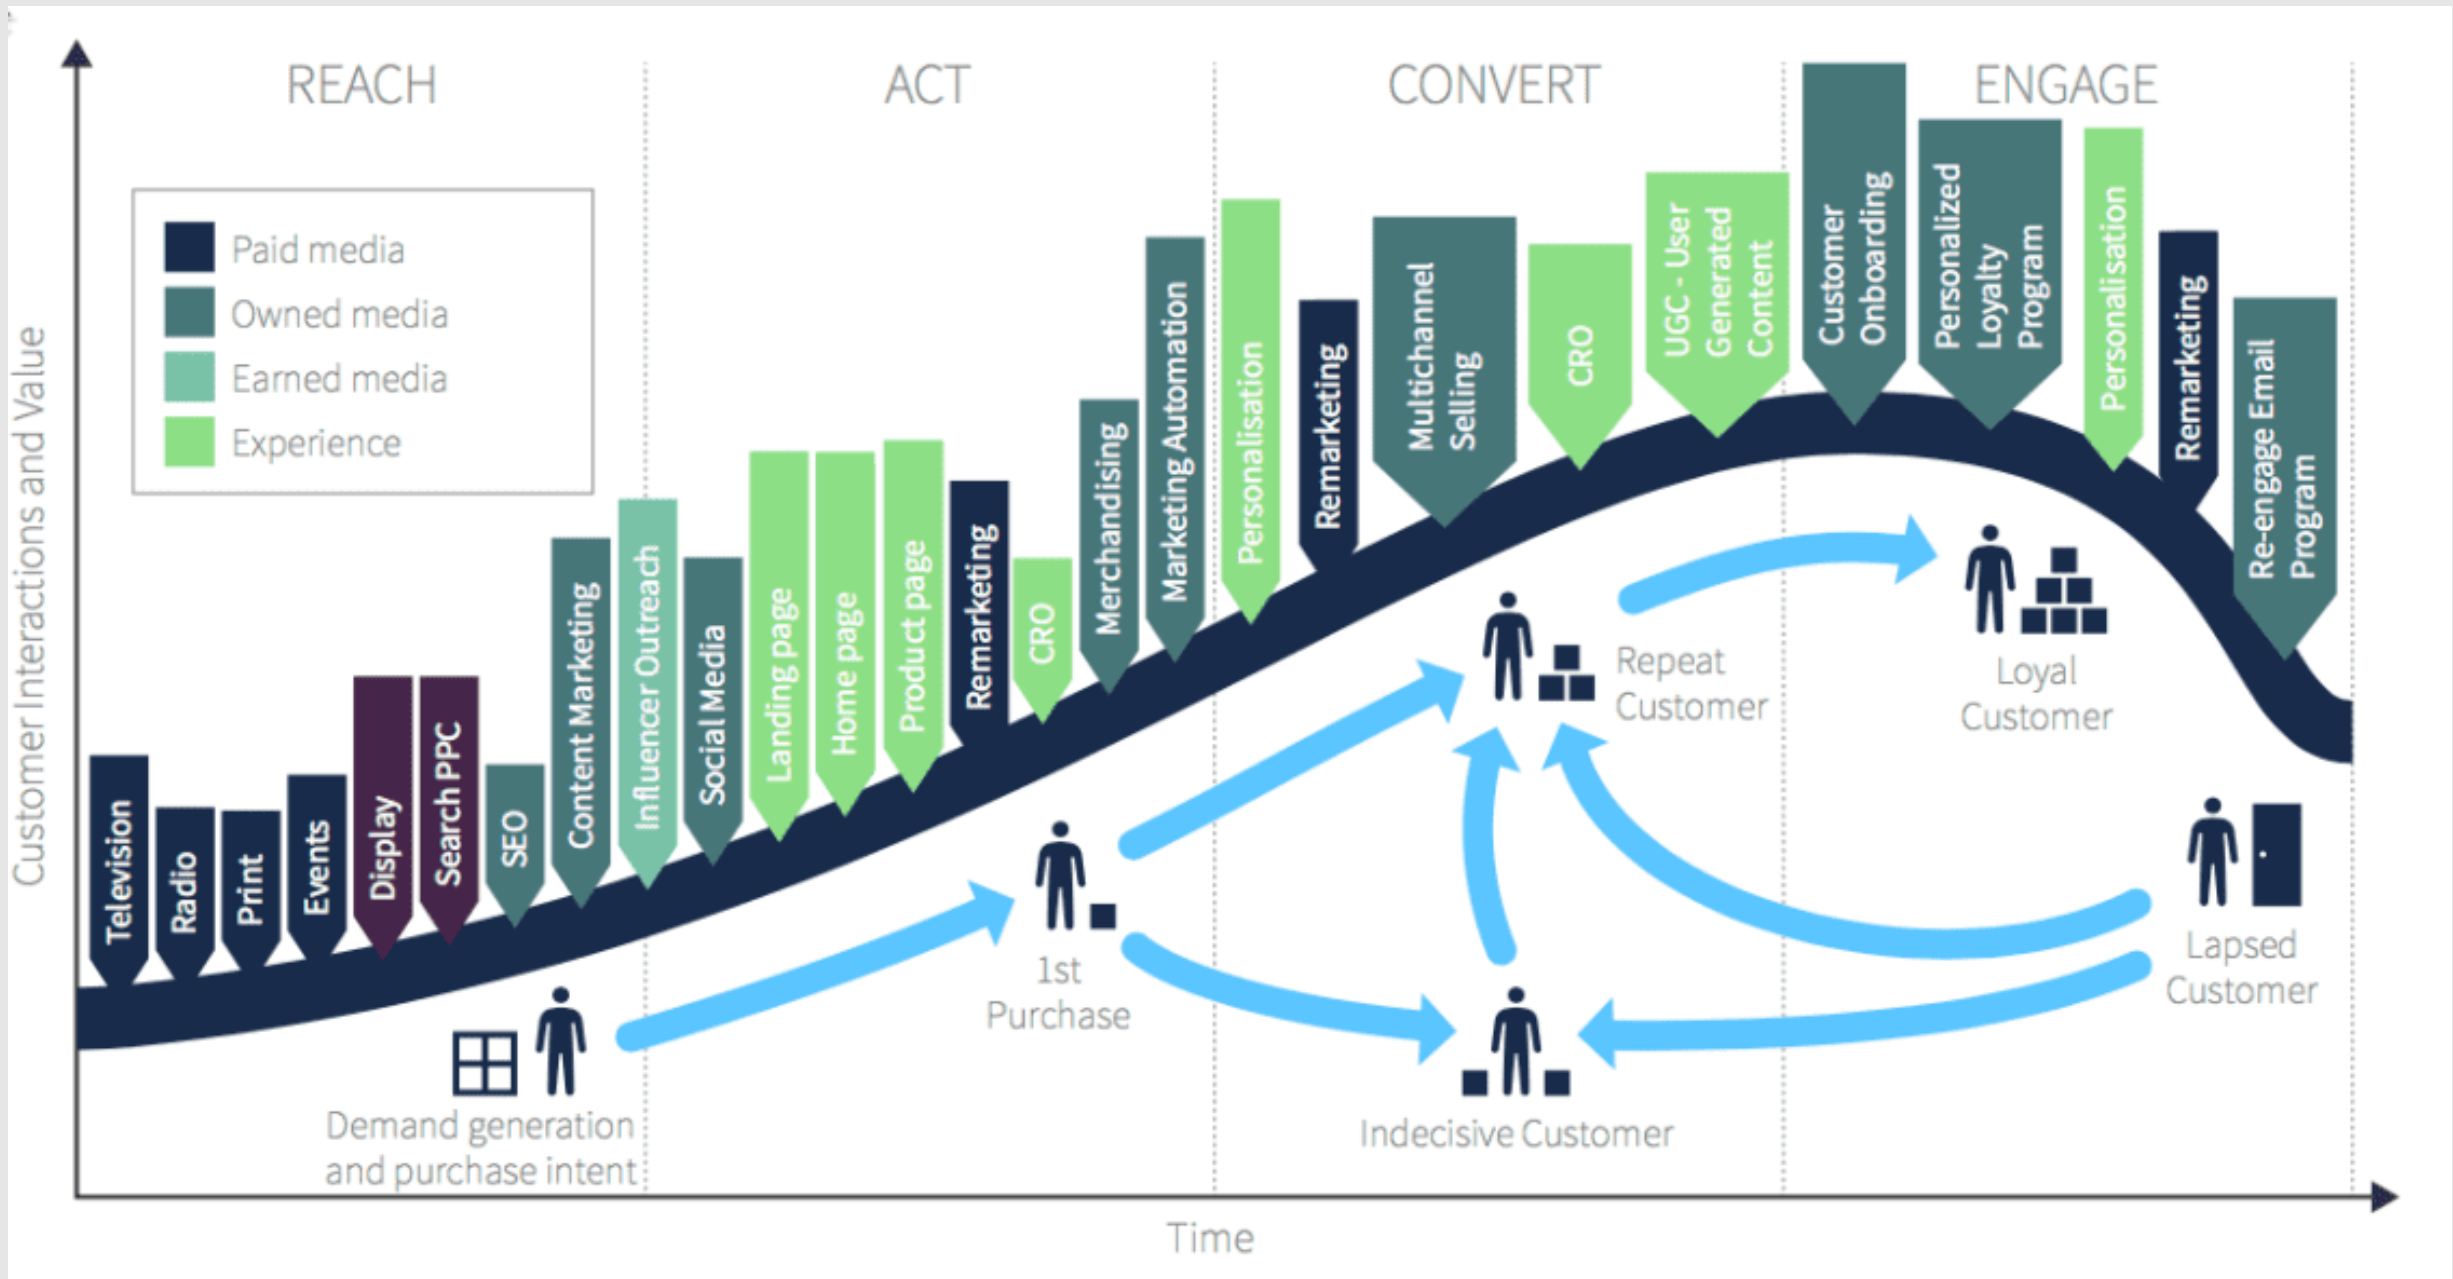 REACH
ACT
CONVERT
ENGAGE
Paid media
Owned media
Earned media
Experience
Customer Interactions and Value
Television
Radio
Print
Events
Display
Search PPC
SEO
Content Marketing
Influencer Outreach
Social Media
Landing page
Home page
Product page
Remarketing
CRO
Merchandising
Marketing Automation
Personalisation
Remarketing
Multichannel
Selling
CRO
UGC - User
Generated
Content
Customer
Onboarding
Personalized
Loyalty
Program
Personalisation
Remarketing
Re-engage Email
Program
Demand generation
and purchase intent
1st
Purchase
Repeat
Customer
Indecisive Customer
Loyal
Customer
Lapsed
Customer
Time